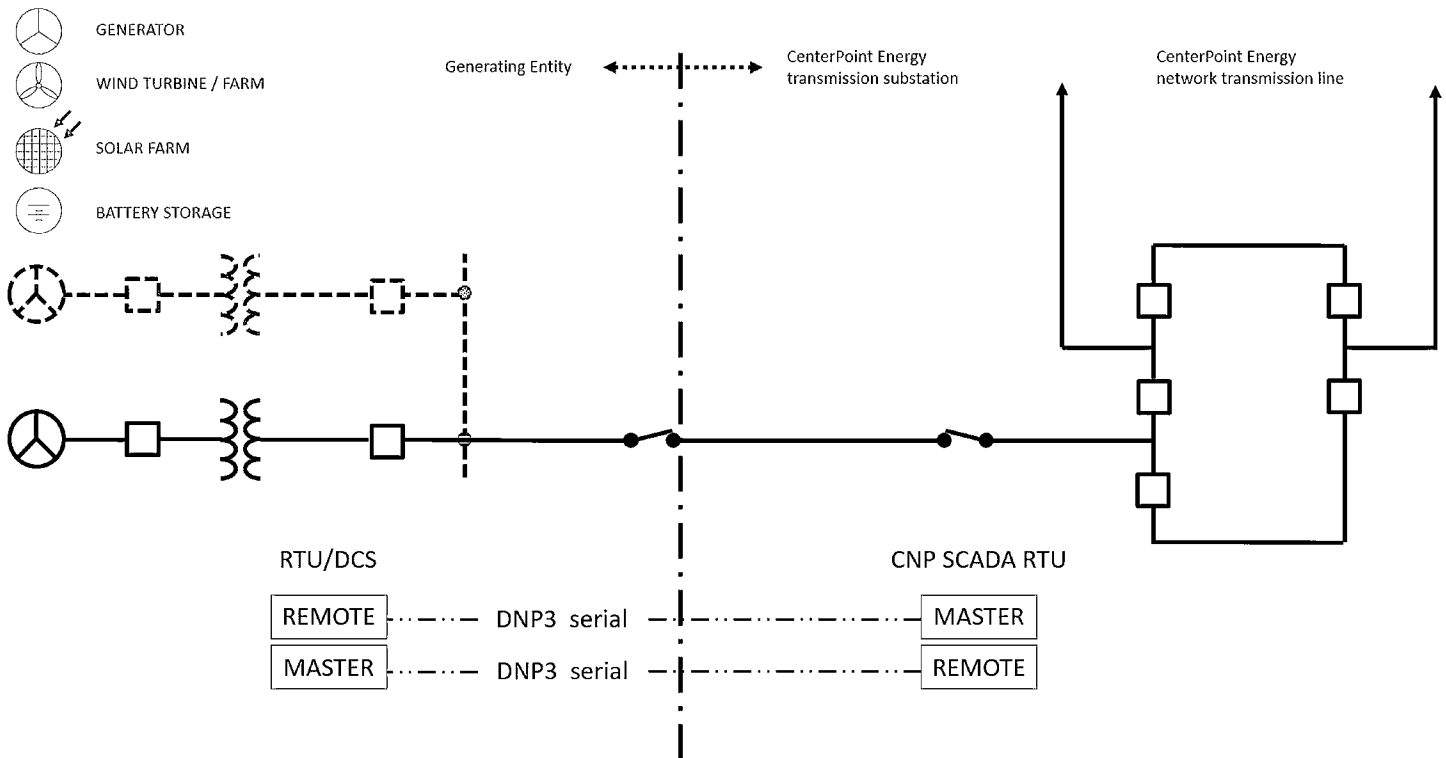 GENERATOR
WIND TURBINE / FARM
SOLAR FARM
BATTERY STORAGE
Generating Entity
CenterPoint Energy
transmission substation
CenterPoint Energy
network transmission line
RTU/DCS
CNP SCADA RTU
REMOTE
DNP3 serial
MASTER
MASTER
DNP3 serial
REMOTE